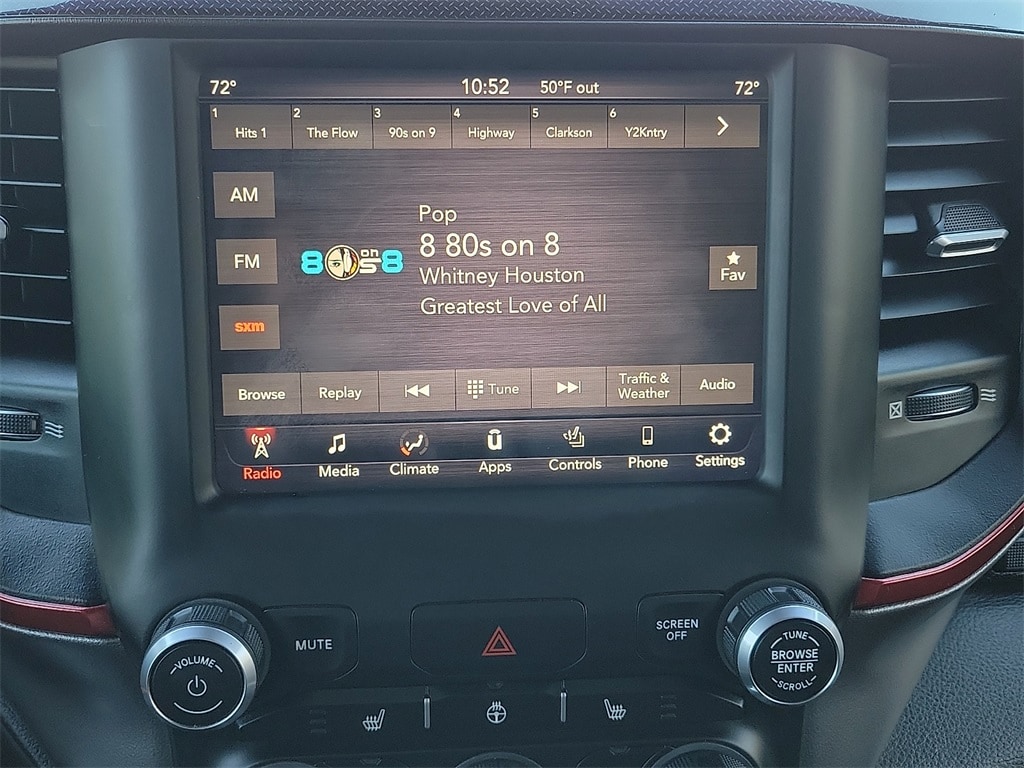 72° 10:52 50°F out 72°
1 Hits 1 2 The Flow 3 90s on 9 4 Highway 5 Clarkson 6 Y2Kntry
AM
FM
sxm
80s on 8
Pop
8 80s on 8
Whitney Houston
Greatest Love of All
Fav
Browse Replay Tune Traffic &
Weather Audio
Radio Media Climate Apps Controls Phone Settings
VOLUME
MUTE
SCREEN
OFF
TUNE
BROWSE
ENTER
SCROLL